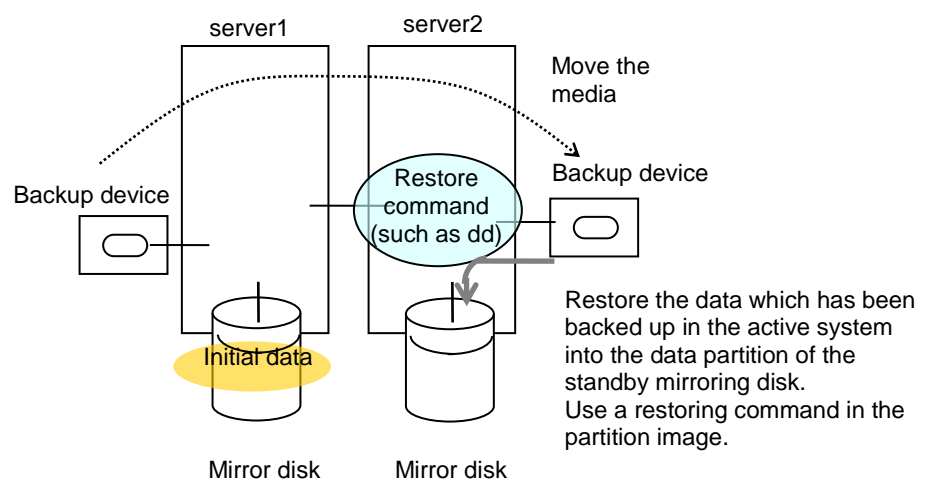 server1
server2
Move the
media
Backup device
Restore
command
(such as dd)
Backup device
Initial data
Restore the data which has been
backed up in the active system
into the data partition of the
standby mirroring disk.
Use a restoring command in the
partition image.
Mirror disk
Mirror disk